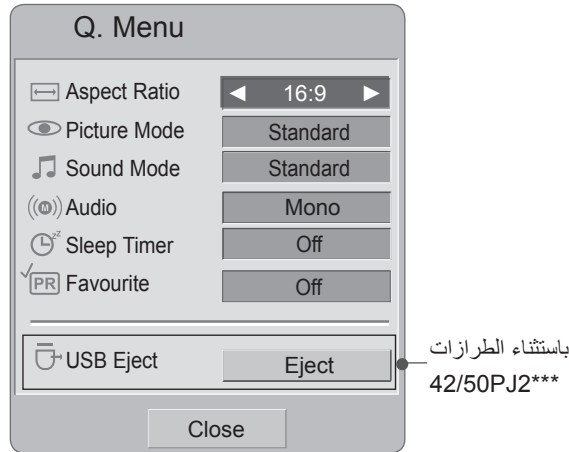 Q. Menu
Aspect Ratio ◄ 16:9 ►
Picture Mode Standard
Sound Mode Standard
((M)) Audio Mono
Sleep Timer Off
PR Favourite Off
USB Eject Eject
باستثناء الطرازات
42/50PJ2***
Close